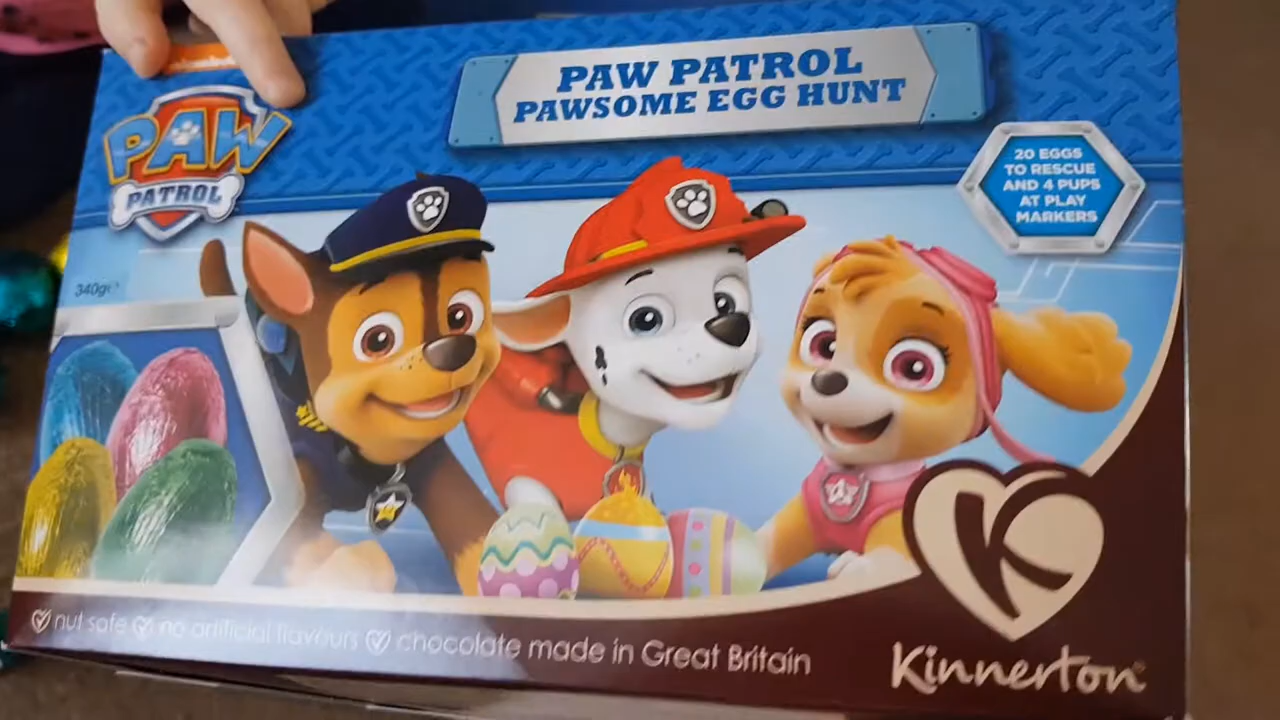 PAW
PATROL
PAW PATROL
PAWSOME EGG HUNT
20 EGGS
TO RESCUE
AND 4 PUPS
AT PLAY
MARKERS
340g e
K
nut safe no artificial flavours chocolate made in Great Britain
Kinnerton